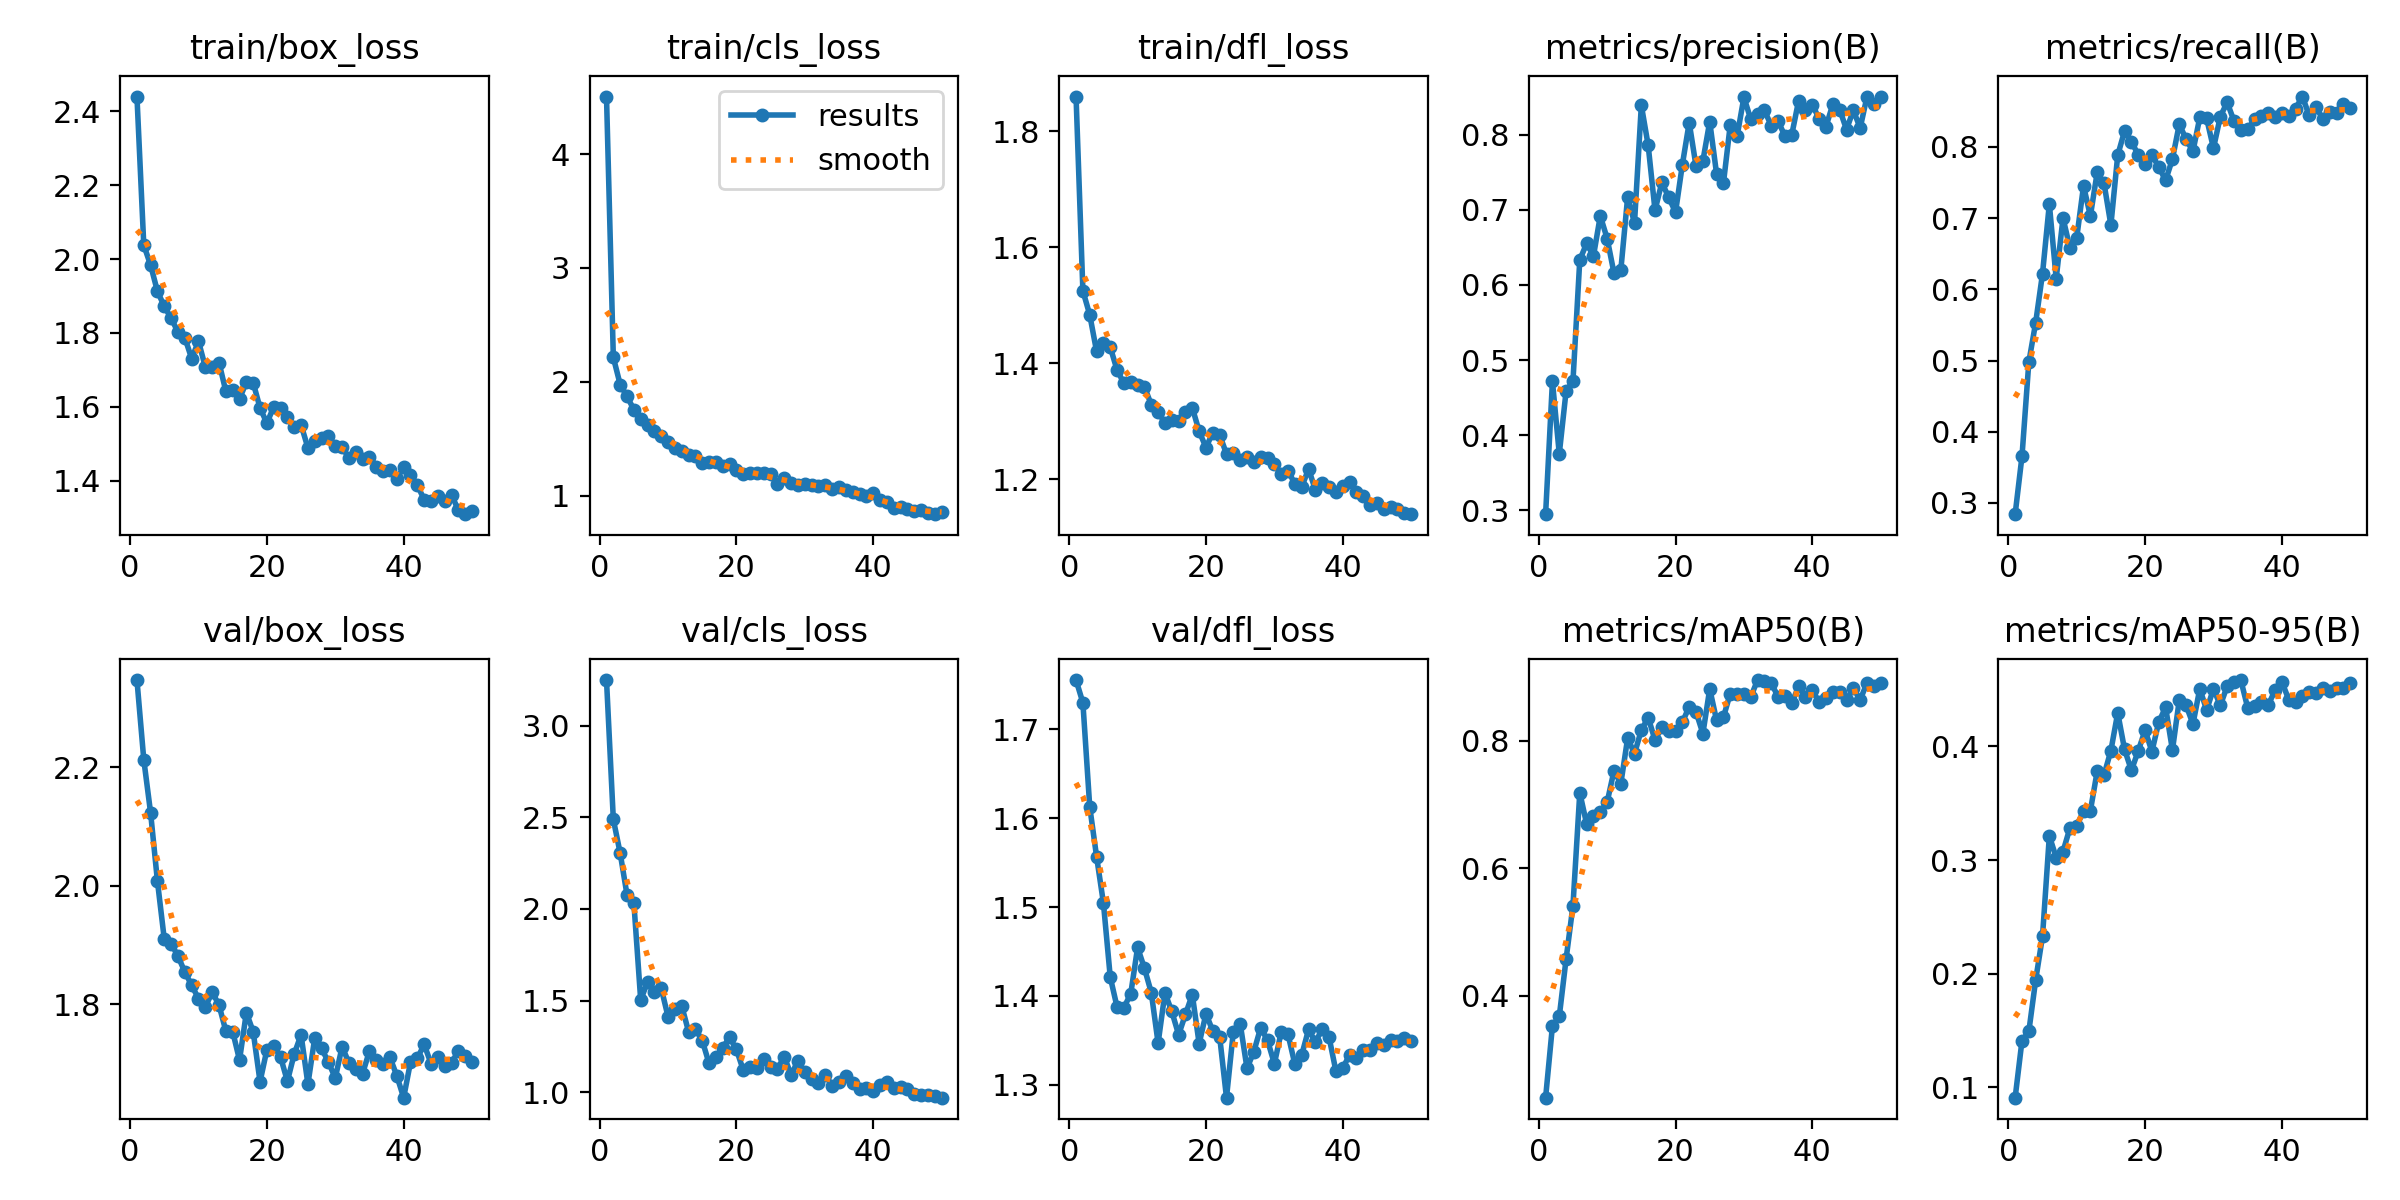 train/box_loss
2.4
2.2
2.0
1.8
1.6
1.4
0 20 40
train/cls_loss
results
smooth
4
3
2
1
0 20 40
train/dfl_loss
1.8
1.6
1.4
1.2
0 20 40
metrics/precision(B)
0.8
0.7
0.6
0.5
0.4
0.3
0 20 40
metrics/recall(B)
0.8
0.7
0.6
0.5
0.4
0.3
0 20 40
val/box_loss
2.2
2.0
1.8
0 20 40
val/cls_loss
3.0
2.5
2.0
1.5
1.0
0 20 40
val/dfl_loss
1.7
1.6
1.5
1.4
1.3
0 20 40
metrics/mAP50(B)
0.8
0.6
0.4
0 20 40
metrics/mAP50-95(B)
0.4
0.3
0.2
0.1
0 20 40